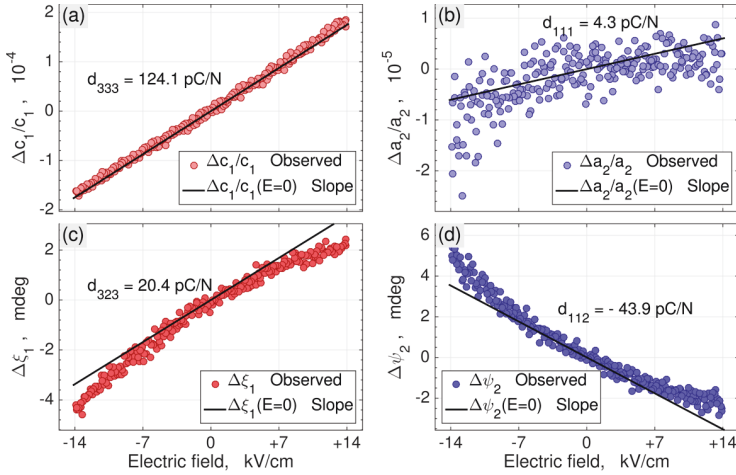 (a)
2
1
0
-1
-2
Δc₁/c₁ , 10⁻⁴
d₃₃₃ = 124.1 pC/N
Δc₁/c₁ Observed
Δc₁/c₁(E=0) Slope
(b)
1
0
-1
-2
Δa₂/a₂ , 10⁻⁵
d₁₁₁ = 4.3 pC/N
Δa₂/a₂ Observed
Δa₂/a₂(E=0) Slope
(c)
2
0
-2
-4
Δξ₁ , mdeg
d₃₂₃ = 20.4 pC/N
Δξ₁ Observed
Δξ₁(E=0) Slope
-14 -7 0 +7 +14
Electric field, kV/cm
(d)
6
4
2
0
-2
Δψ₂ , mdeg
d₁₁₂ = - 43.9 pC/N
Δψ₂ Observed
Δψ₂(E=0) Slope
-14 -7 0 +7 +14
Electric field, kV/cm